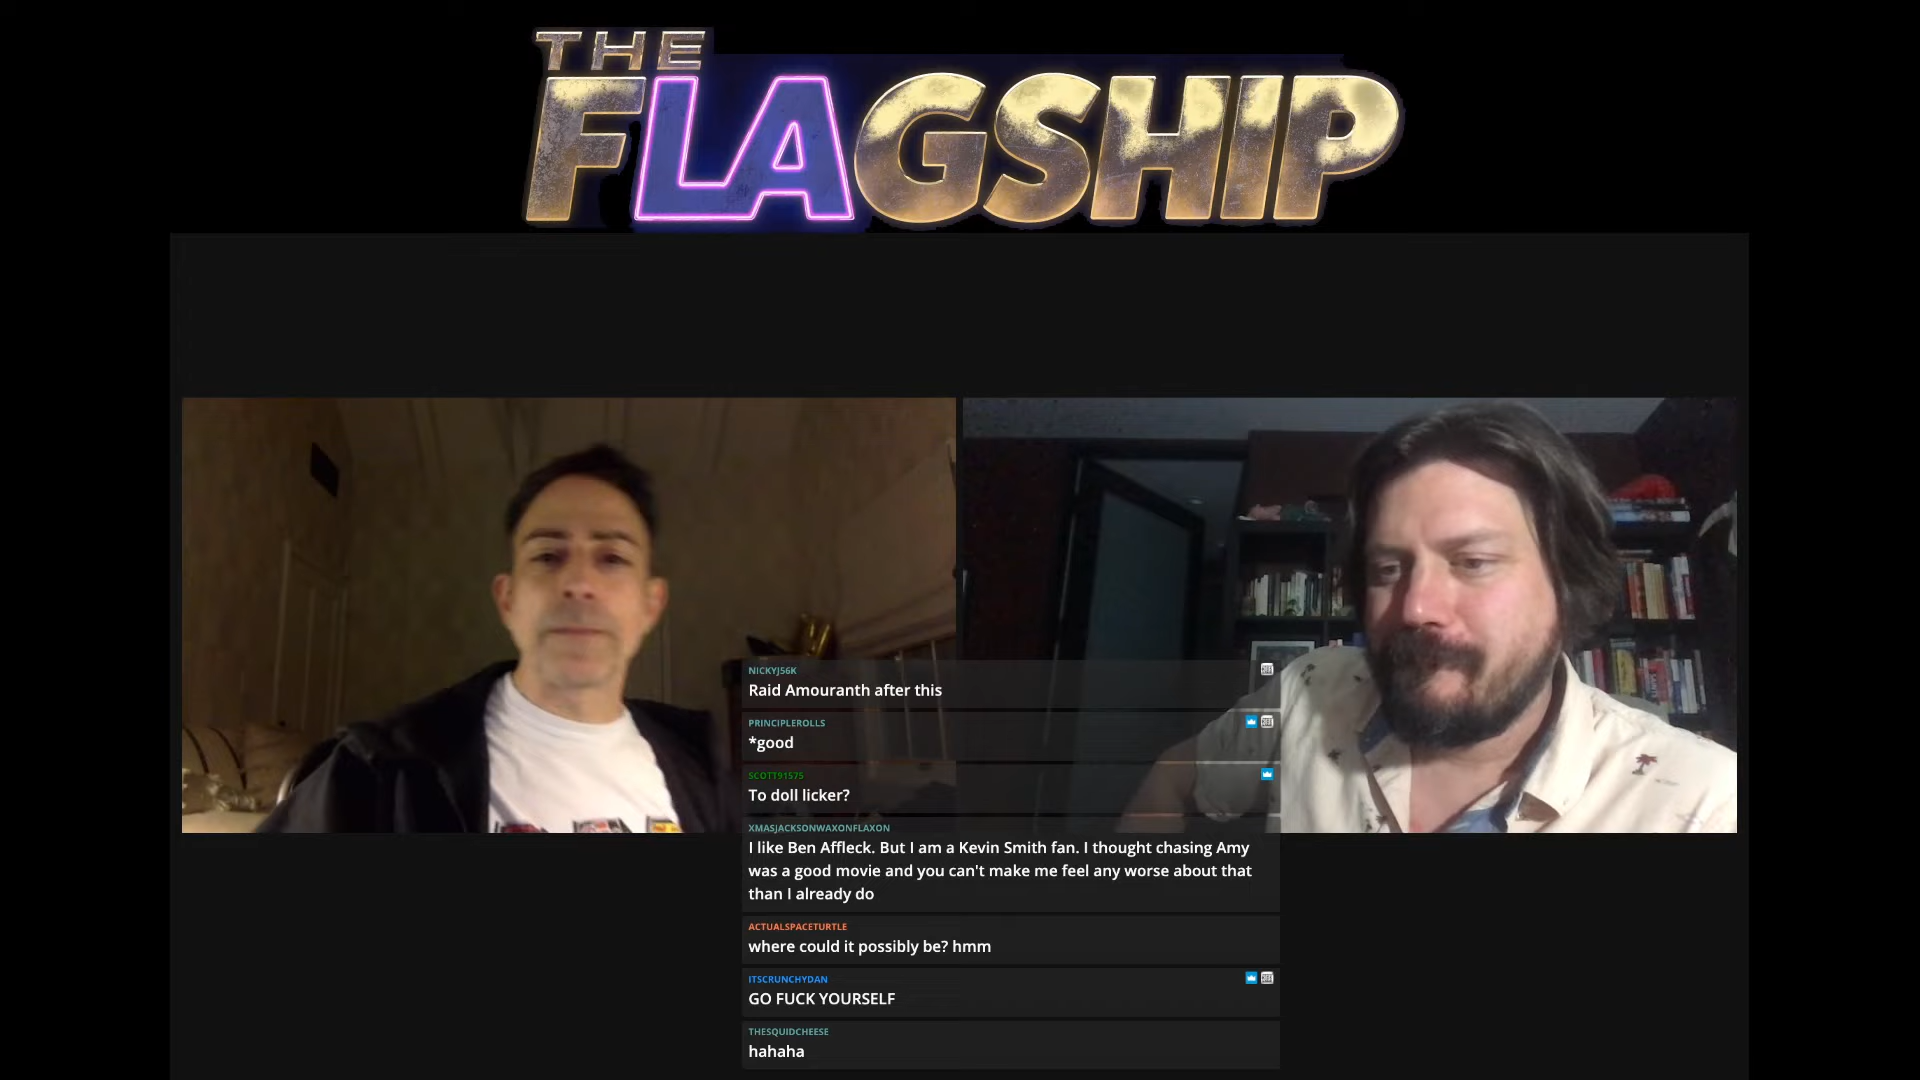 THE
FLAGSHIP
NICKYJ56K
Raid Amouranth after this
PRINCIPLEROLLS
*good
SCOTT91575
To doll licker?
XMASJACKSONWAXONFLAXON
I like Ben Affleck. But I am a Kevin Smith fan. I thought chasing Amy
was a good movie and you can't make me feel any worse about that
than I already do
ACTUALSPACETURTLE
where could it possibly be? hmm
ITSCRUNCHYDAN
GO FUCK YOURSELF
THESQUIDCHEESE
hahaha